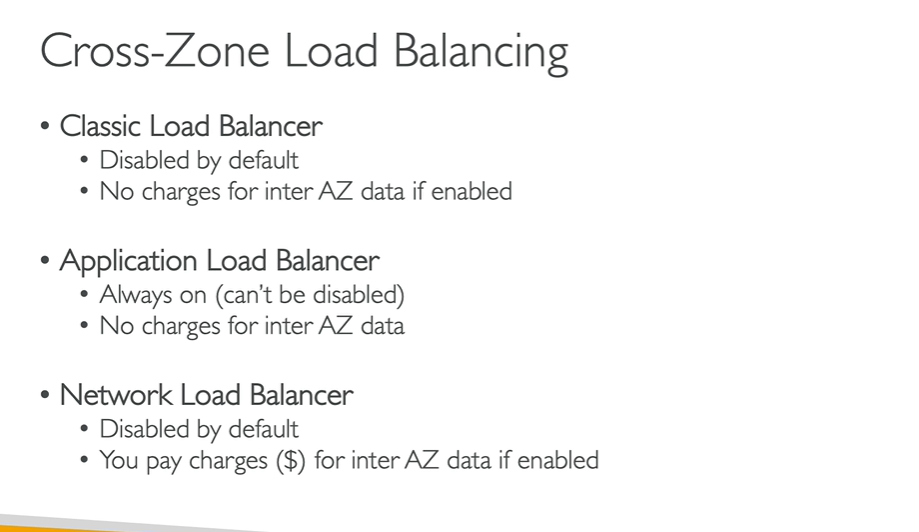 Cross-Zone Load Balancing
• Classic Load Balancer
• Disabled by default
• No charges for inter AZ data if enabled
• Application Load Balancer
• Always on (can't be disabled)
• No charges for inter AZ data
• Network Load Balancer
• Disabled by default
• You pay charges ($) for inter AZ data if enabled